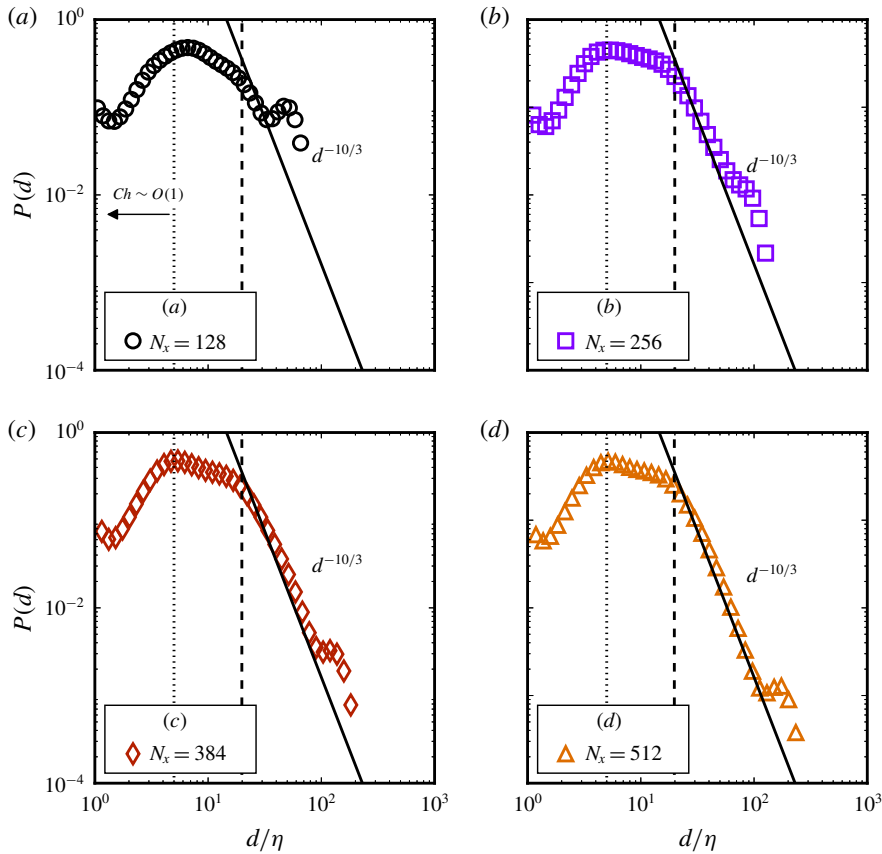 (a)
10^0
10^{-2}
10^{-4}
P(d)
Ch ∼ O(1)
d^{-10/3}
(a)
N_x = 128
(b)
d^{-10/3}
(b)
N_x = 256
(c)
10^0
10^{-2}
10^{-4}
P(d)
d^{-10/3}
(c)
N_x = 384
10^0
10^1
10^2
10^3
d/η
(d)
d^{-10/3}
(d)
N_x = 512
10^0
10^1
10^2
10^3
d/η